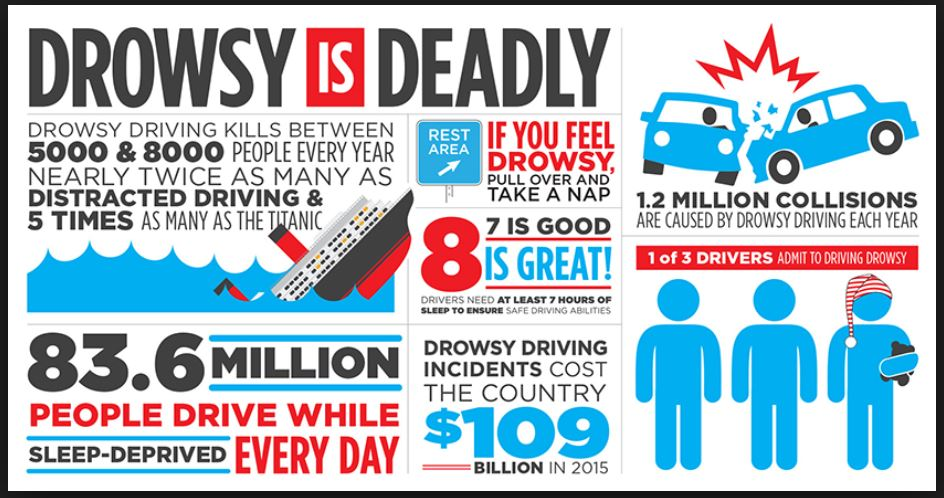 DROWSY IS DEADLY
DROWSY DRIVING KILLS BETWEEN
5000 & 8000 PEOPLE EVERY YEAR
NEARLY TWICE AS MANY AS
DISTRACTED DRIVING &
5 TIMES AS MANY AS THE TITANIC
REST
AREA
IF YOU FEEL
DROWSY,
PULL OVER AND
TAKE A NAP
7 IS GOOD
8 IS GREAT!
DRIVERS NEED AT LEAST 7 HOURS OF
SLEEP TO ENSURE SAFE DRIVING ABILITIES
1.2 MILLION COLLISIONS
ARE CAUSED BY DROWSY DRIVING EACH YEAR
1 of 3 DRIVERS ADMIT TO DRIVING DROWSY
83.6 MILLION
PEOPLE DRIVE WHILE
SLEEP-DEPRIVED EVERY DAY
DROWSY DRIVING
INCIDENTS COST
THE COUNTRY
$109
BILLION IN 2015